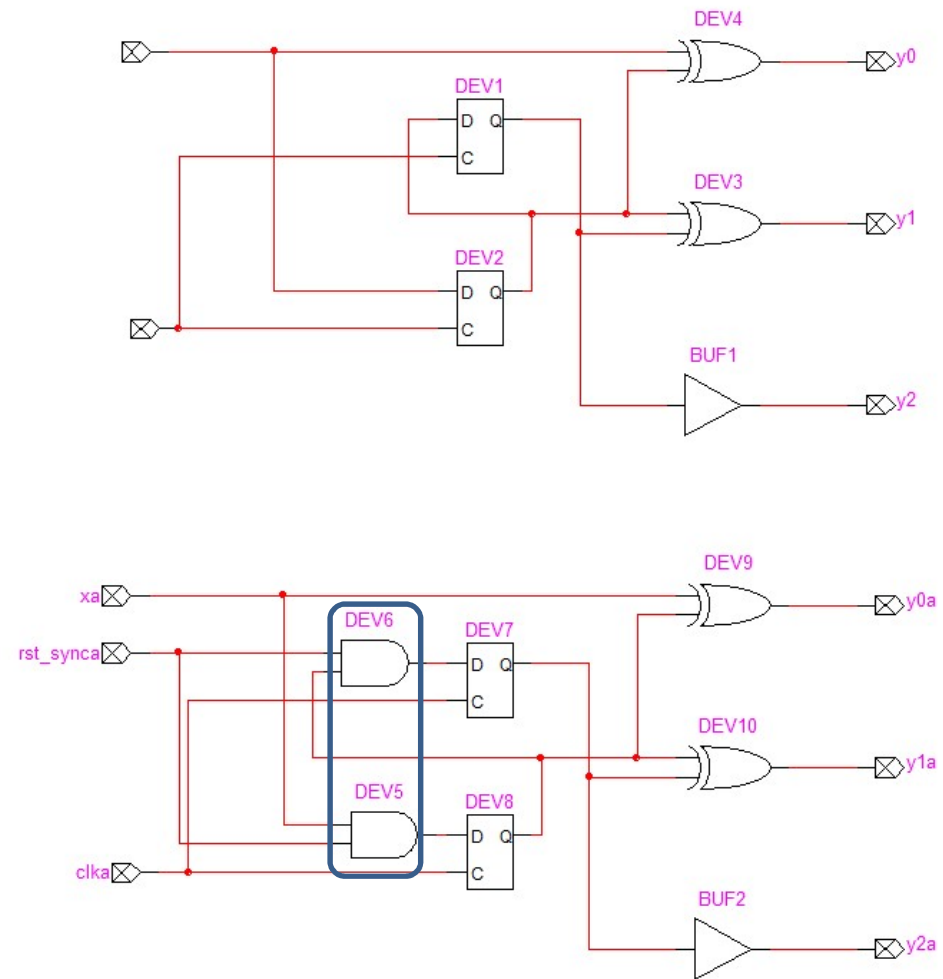 DEV4
y0
DEV1
D Q
C
DEV3
y1
DEV2
D Q
C
BUF1
y2
DEV9
xa
y0a
DEV6
DEV7
rst_synca
D Q
C
DEV10
y1a
DEV5
DEV8
D Q
C
clka
BUF2
y2a